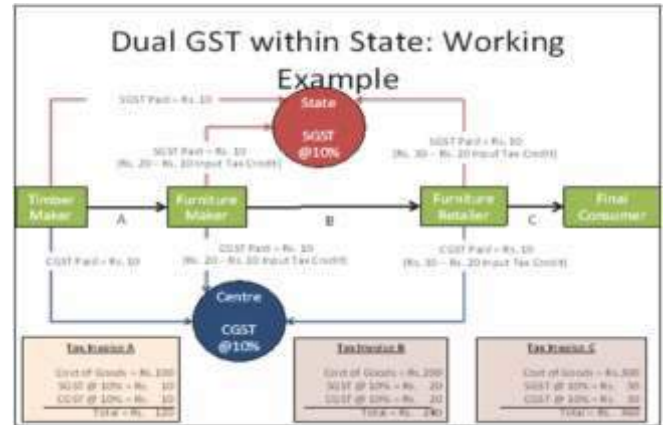 Dual GST within State: Working
Example
SGST Paid = Rs. 10
State
SGST
@10%
SGST Paid = Rs. 10
(Rs. 20 – Rs. 10 Input Tax Credit)
SGST Paid = Rs.
(Rs. 30 – Rs. 20 Input Tax Credit)
Timber
Maker
A
Furniture
Maker
B
Furniture
Retailer
C
Final
Consumer
CGST Paid = Rs. 10
CGST Paid = Rs. 10
(Rs. 20 – Rs. 10 Input Tax Credit)
CGST Paid = Rs. 10
(Rs. 30 – Rs. 20 Input Tax Credit)
Centre
CGST
@10%
Tax Invoice A
Cost of Goods = Rs.100
SGST @ 10% = Rs. 10
CGST @ 10% = Rs. 10
Total = Rs. 120
Tax Invoice B
Cost of Goods = Rs.200
SGST @ 10% = Rs. 20
CGST @ 10% = Rs. 20
Total = Rs. 240
Tax Invoice C
Cost of Goods = Rs.300
SGST @ 10% = Rs. 30
CGST @ 10% = Rs. 30
Total = Rs. 360